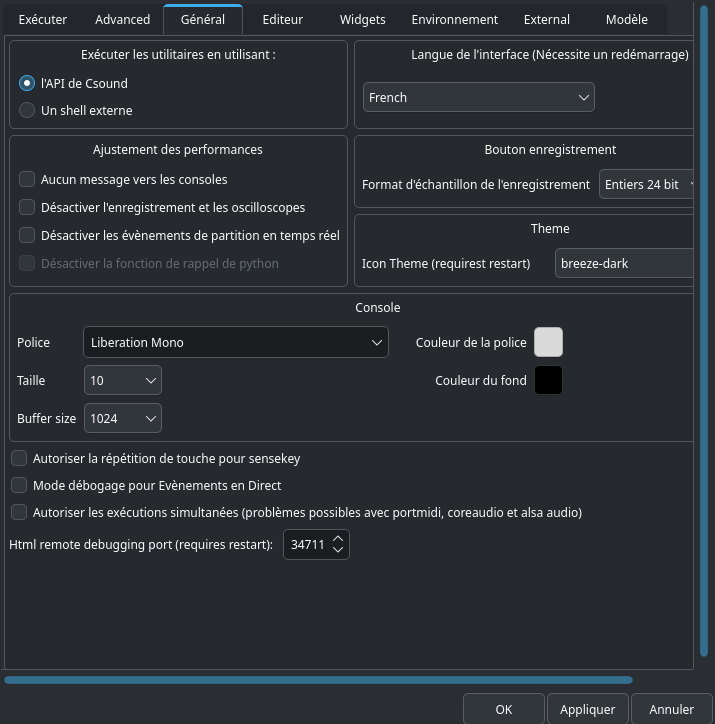 Exécuter Advanced Général Editeur Widgets Environnement External Modèle
Exécuter les utilitaires en utilisant :
l'API de Csound
Un shell externe
Langue de l'interface (Nécessite un redémarrage)
French
Ajustement des performances
Aucun message vers les consoles
Désactiver l'enregistrement et les oscilloscopes
Désactiver les évènements de partition en temps réel
Désactiver la fonction de rappel de python
Bouton enregistrement
Format d'échantillon de l'enregistrement Entiers 24 bit
Theme
Icon Theme (requirest restart) breeze-dark
Console
Police Liberation Mono Couleur de la police
Taille 10 Couleur du fond
Buffer size 1024
Autoriser la répétition de touche pour sensekey
Mode débogage pour Evènements en Direct
Autoriser les exécutions simultanées (problèmes possibles avec portmidi, coreaudio et alsa audio)
Html remote debugging port (requires restart): 34711
OK Appliquer Annuler